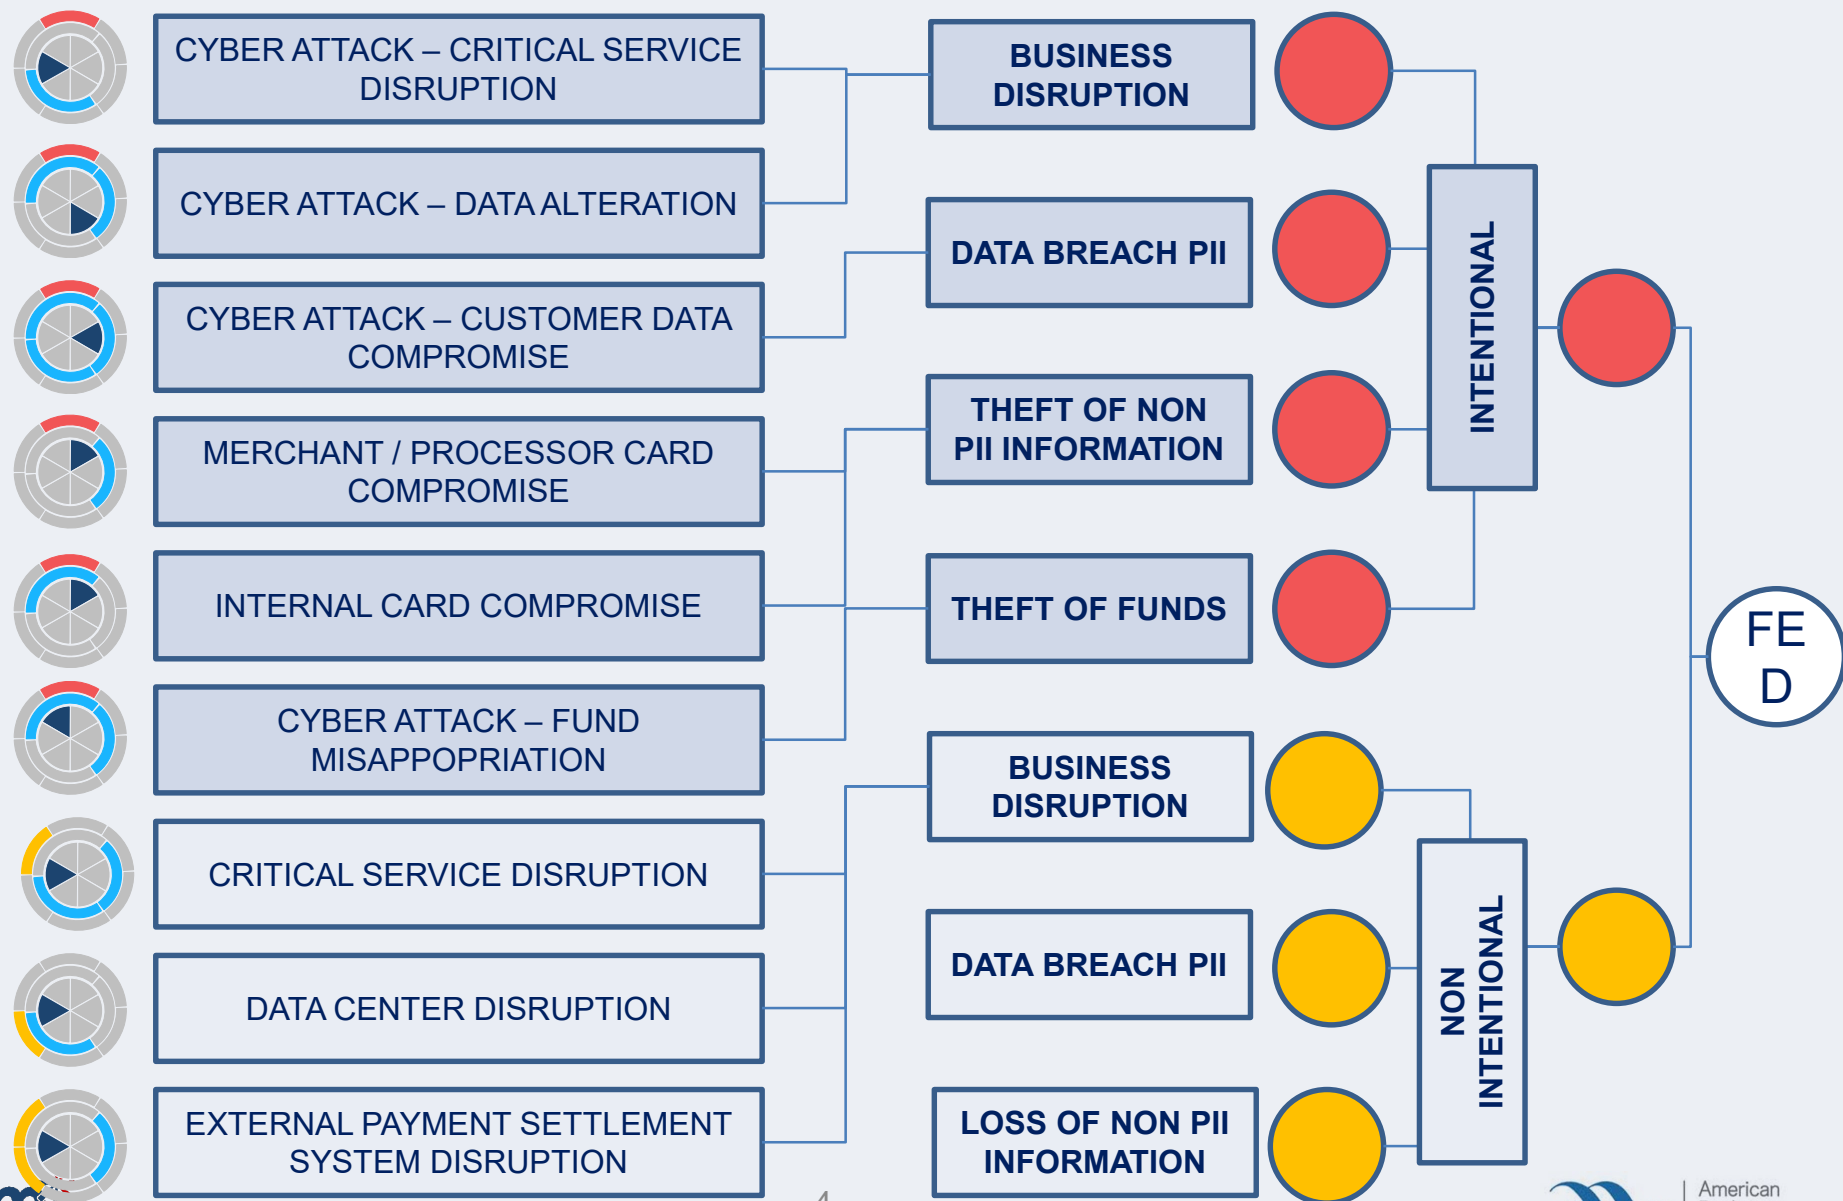 CYBER ATTACK – CRITICAL SERVICE
DISRUPTION
CYBER ATTACK – DATA ALTERATION
CYBER ATTACK – CUSTOMER DATA
COMPROMISE
MERCHANT / PROCESSOR CARD
COMPROMISE
INTERNAL CARD COMPROMISE
CYBER ATTACK – FUND
MISAPPOPRIATION
CRITICAL SERVICE DISRUPTION
DATA CENTER DISRUPTION
EXTERNAL PAYMENT SETTLEMENT
SYSTEM DISRUPTION
BUSINESS
DISRUPTION
DATA BREACH PII
THEFT OF NON
PII INFORMATION
THEFT OF FUNDS
BUSINESS
DISRUPTION
DATA BREACH PII
LOSS OF NON PII
INFORMATION
INTENTIONAL
NON
INTENTIONAL
FE
D
4
American